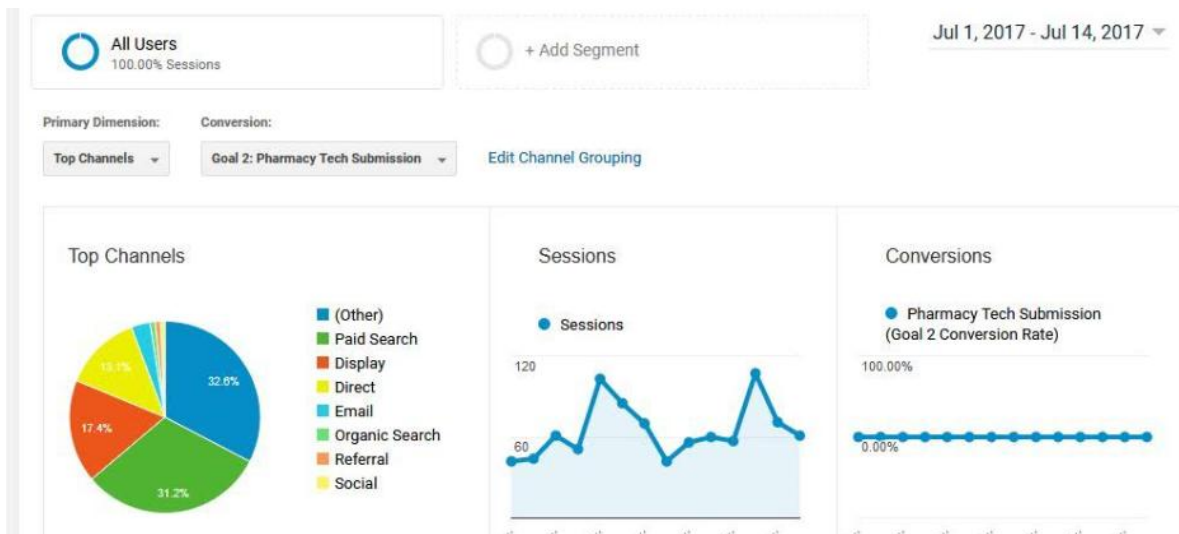 All Users
100.00% Sessions
+ Add Segment
Jul 1, 2017 - Jul 14, 2017
Primary Dimension:
Conversion:
Top Channels
Goal 2: Pharmacy Tech Submission
Edit Channel Grouping
Top Channels
32.6%
31.2%
17.4%
13.1%
(Other)
Paid Search
Display
Direct
Email
Organic Search
Referral
Social
Sessions
Sessions
120
60
Conversions
Pharmacy Tech Submission
(Goal 2 Conversion Rate)
100.00%
0.00%